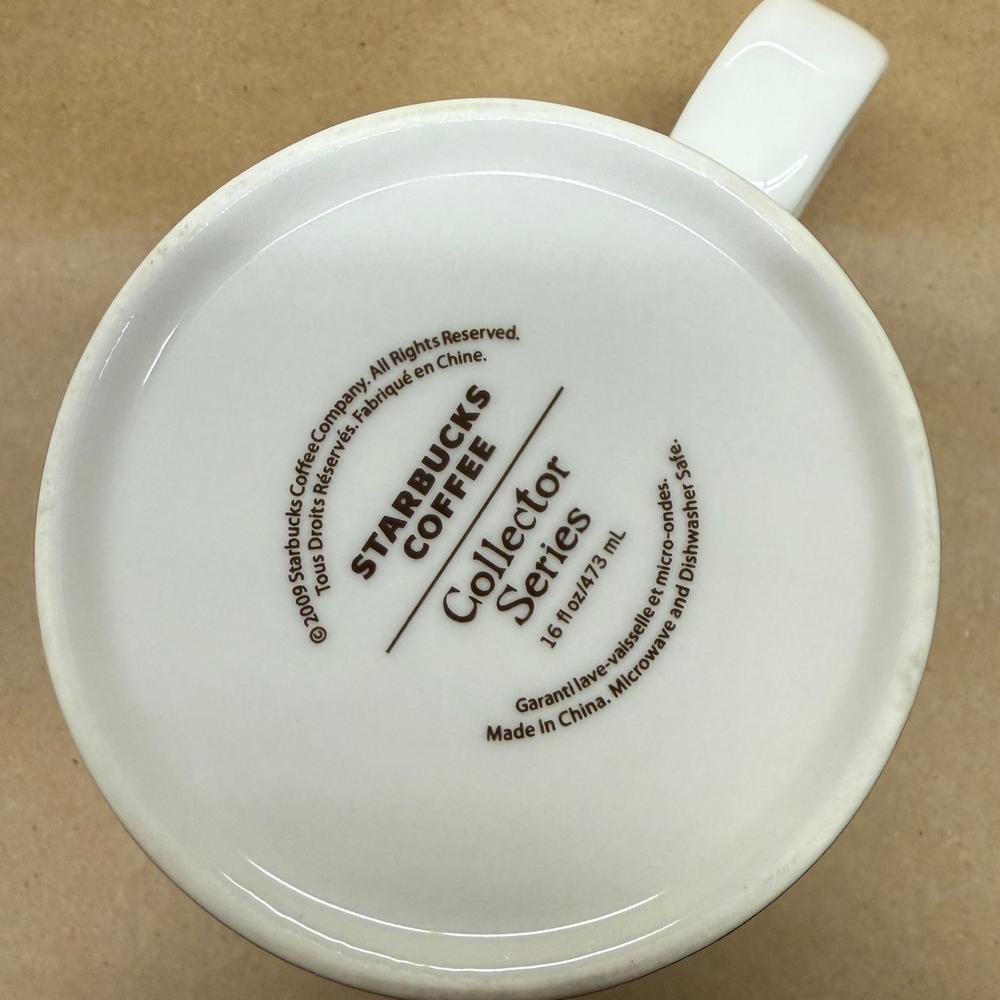 ©2009 Starbucks Coffee Company. All Rights Reserved.
Tous Droits Réservés. Fabriqué en Chine.
STARBUCKS
COFFEE
Collector
Series
16 fl oz/473 mL
Garanti lave-vaisselle et micro-ondes.
Made In China. Microwave and Dishwasher Safe.